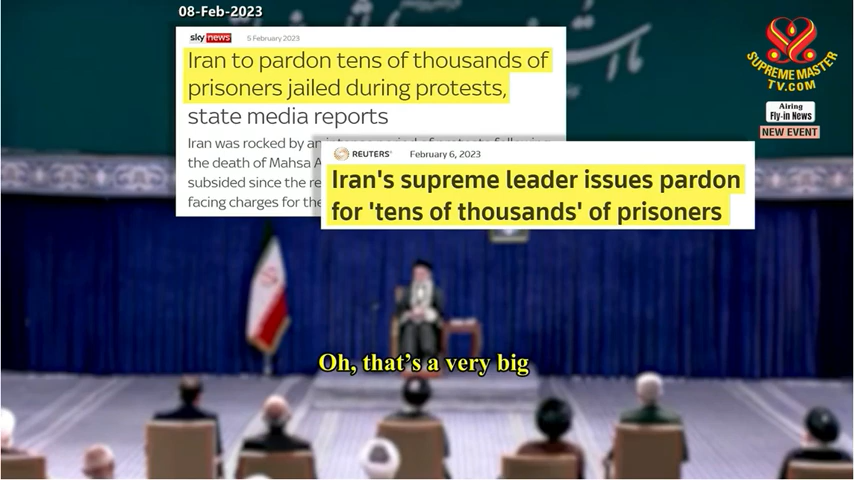 08-Feb-2023
sky news 5 February 2023
Iran to pardon tens of thousands of
prisoners jailed during protests,
state media reports
Iran was rocked by an
the death of Mahsa A
subsided since the re
facing charges for the
REUTERS February 6, 2023
Iran's supreme leader issues pardon
for 'tens of thousands' of prisoners
SUPREME MASTER
TV.COM
Airing
Fly-in News
NEW EVENT
Oh, that's a very big